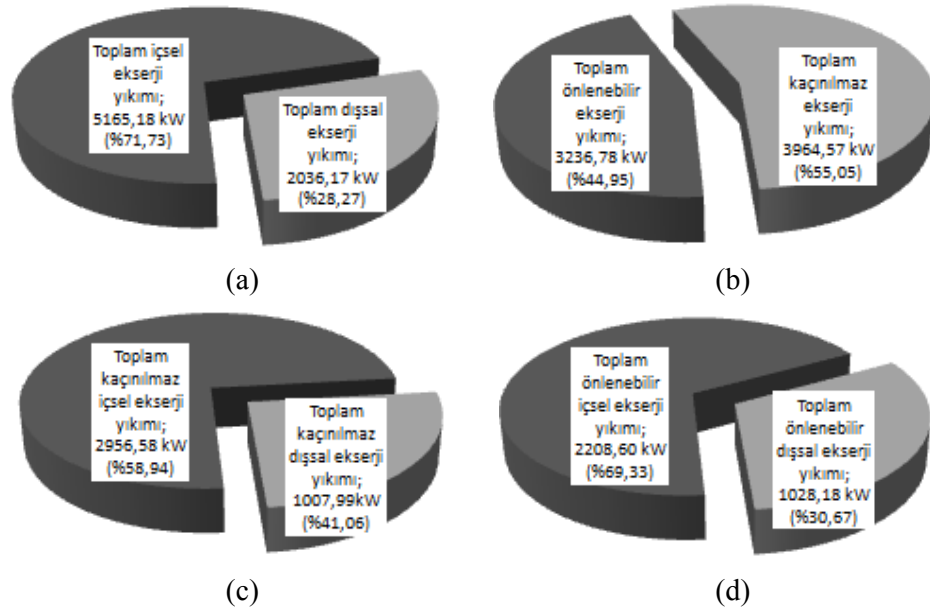 Toplam içsel
ekserji
yıkımı;
5165,18 kW
(%71,73)
Toplam dışsal
ekserji
yıkımı;
2036,17 kW
(%28,27)
(a)
Toplam
önlenebilir
ekserji
yıkımı;
3236,78 kW
(%44,95)
Toplam
kaçınılmaz
ekserji
yıkımı;
3964,57 kW
(%55,05)
(b)
Toplam
kaçınılmaz
içsel ekserji
yıkımı;
2956,58 kW
(%58,94)
Toplam
kaçınılmaz
dışsal ekserji
yıkımı;
1007,99kW
(%41,06)
(c)
Toplam
önlenebilir
içsel ekserji
yıkımı;
2208,60 kW
(%69,33)
Toplam
önlenebilir
dışsal ekserji
yıkımı;
1028,18 kW
(%30,67)
(d)